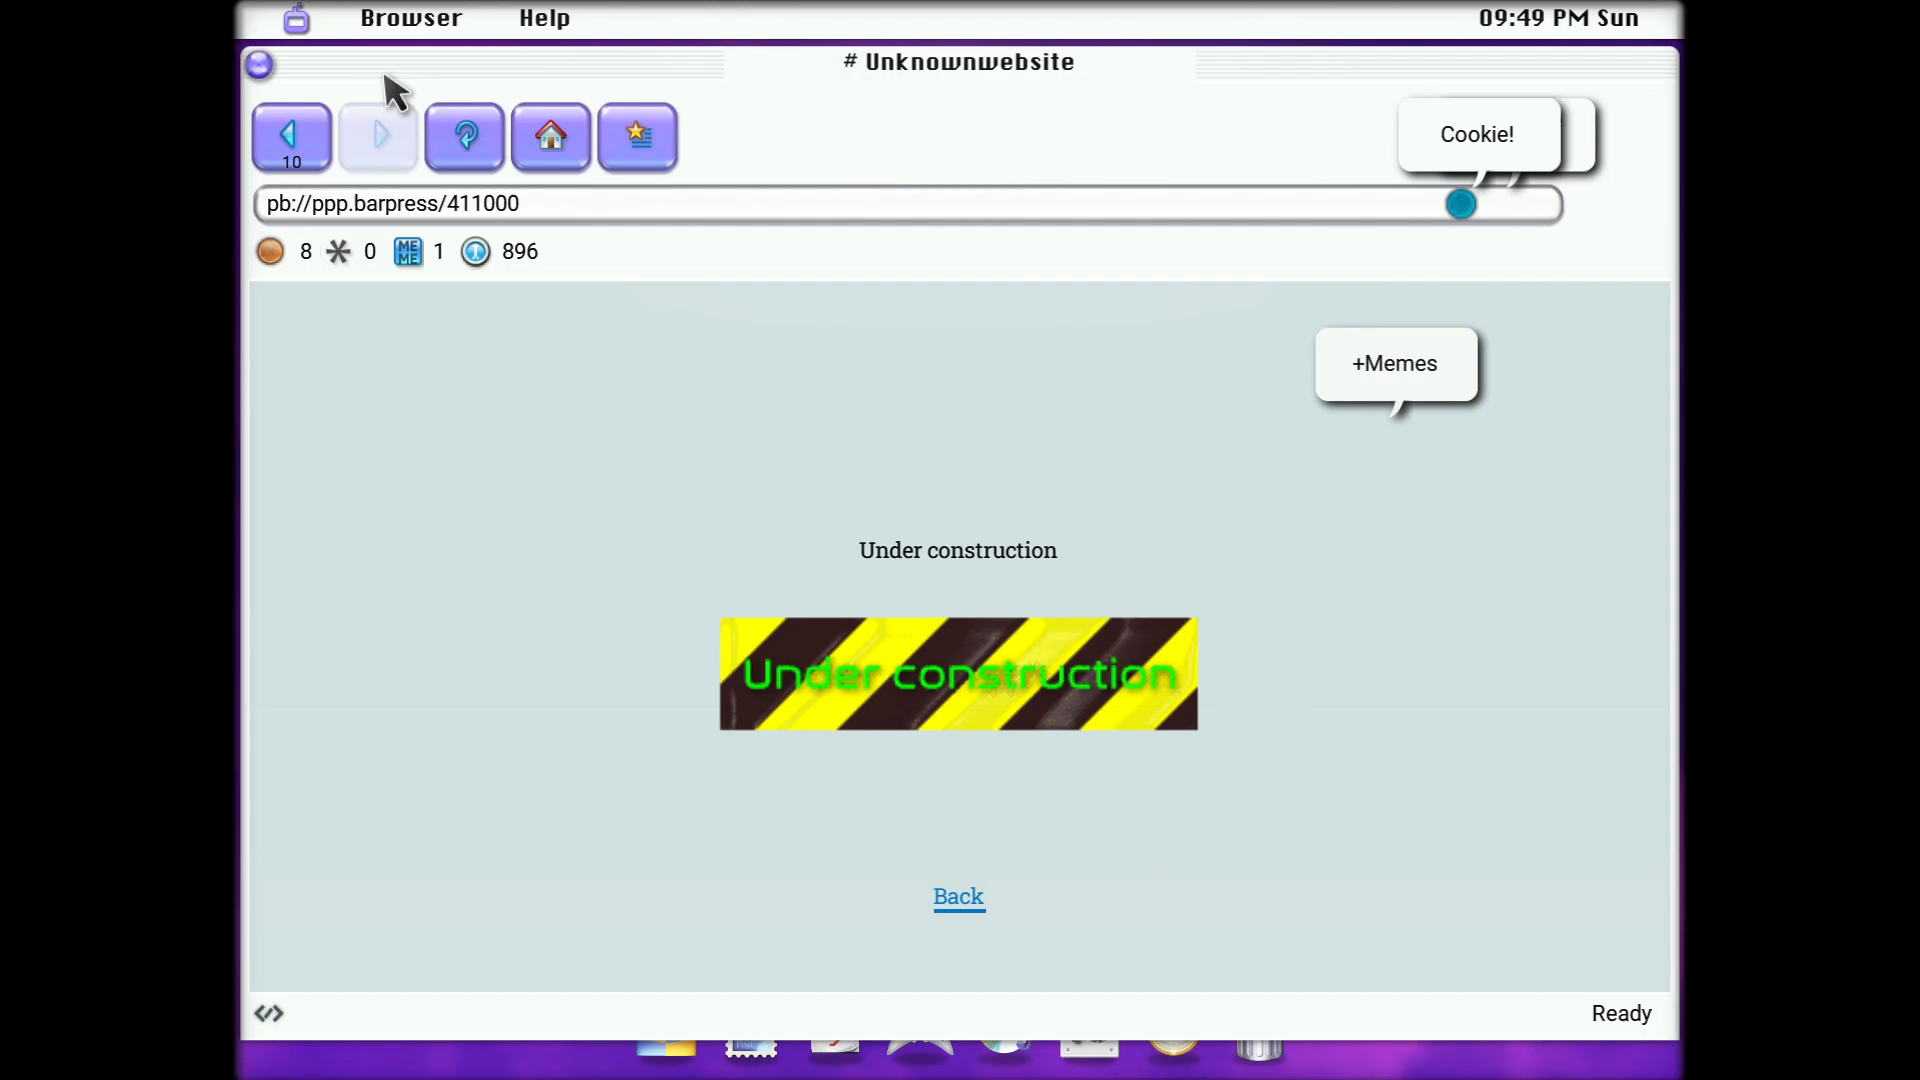 Browser Help 09:49 PM Sun
# Unknownwebsite
10
Cookie!
pb://ppp.barpress/411000
8 0 ME ME 1 896
+Memes
Under construction
Under construction
Back
Ready
Post